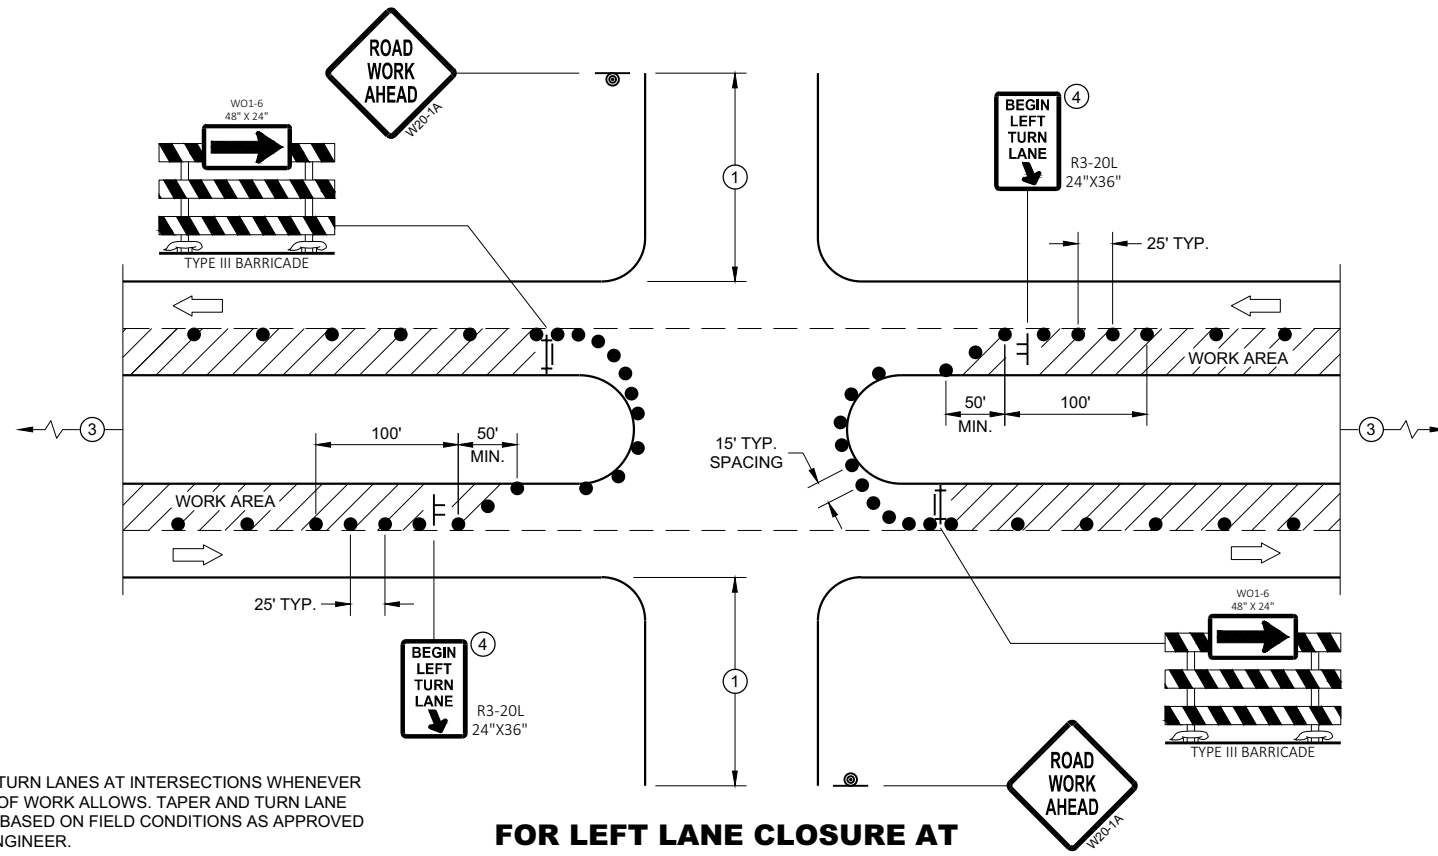 ROAD
WORK
AHEAD
W20-1A
WO1-6
48" X 24"
TYPE III BARRICADE
1
BEGIN
LEFT
TURN
LANE
4
R3-20L
24"X36"
25' TYP.
WORK AREA
50'
MIN.
100'
3
3
100'
50'
MIN.
15' TYP.
SPACING
WORK AREA
25' TYP.
BEGIN
LEFT
TURN
LANE
4
R3-20L
24"X36"
1
WO1-6
48" X 24"
TYPE III BARRICADE
ROAD
WORK
AHEAD
W20-1A
TURN LANES AT INTERSECTIONS WHENEVER
OF WORK ALLOWS. TAPER AND TURN LANE
BASED ON FIELD CONDITIONS AS APPROVED
NGINEER.
FOR LEFT LANE CLOSURE AT